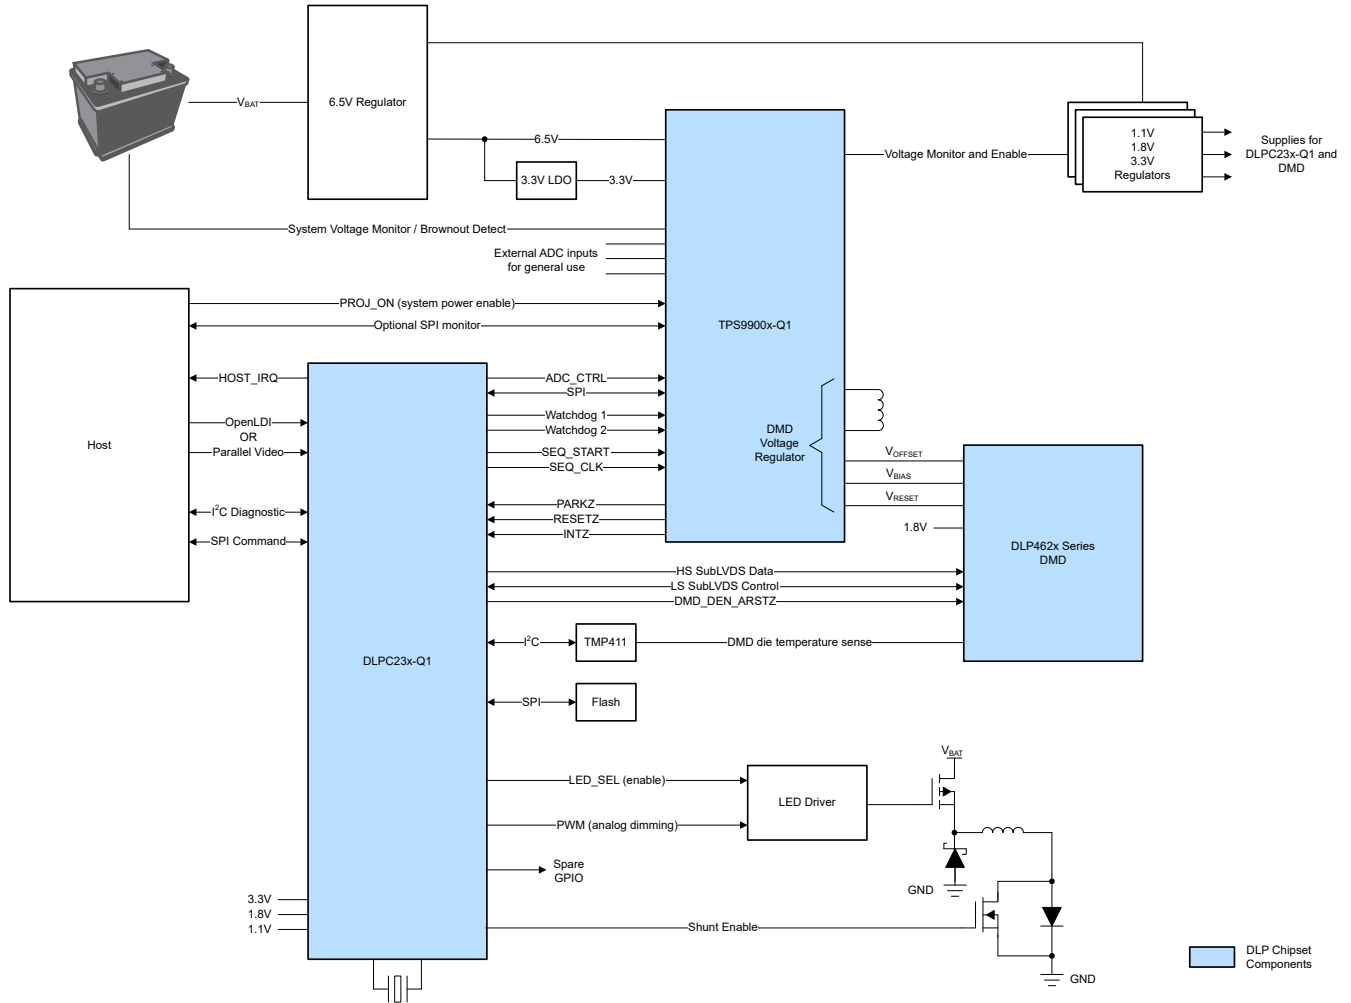 6.5V Regulator
V_BAT
6.5V
3.3V LDO
3.3V
Voltage Monitor and Enable
1.1V
1.8V
3.3V
Regulators
Supplies for
DLPC23x-Q1 and
DMD
System Voltage Monitor / Brownout Detect
External ADC inputs
for general use
PROJ_ON (system power enable)
Optional SPI monitor
TPS9900x-Q1
HOST_IRQ
OpenLDI
OR
Parallel Video
Host
I²C Diagnostic
SPI Command
ADC_CTRL
SPI
Watchdog 1
Watchdog 2
SEQ_START
SEQ_CLK
PARKZ
RESETZ
INTZ
DMD
Voltage
Regulator
V_OFFSET
V_BIAS
V_RESET
1.8V
DLP462x Series
DMD
HS SubLVDS Data
LS SubLVDS Control
DMD_DEN_ARSTZ
I²C
TMP411
DMD die temperature sense
DLPC23x-Q1
SPI
Flash
LED_SEL (enable)
PWM (analog dimming)
LED Driver
V_BAT
Spare
GPIO
GND
3.3V
1.8V
1.1V
Shunt Enable
GND
DLP Chipset
Components